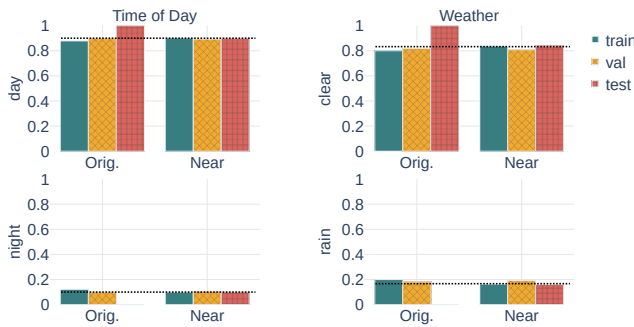 Time of Day
Weather
1
0.8
0.6
0.4
0.2
0
day
Orig.
Near
1
0.8
0.6
0.4
0.2
0
clear
Orig.
Near
train
val
test
1
0.8
0.6
0.4
0.2
0
night
Orig.
Near
1
0.8
0.6
0.4
0.2
0
rain
Orig.
Near